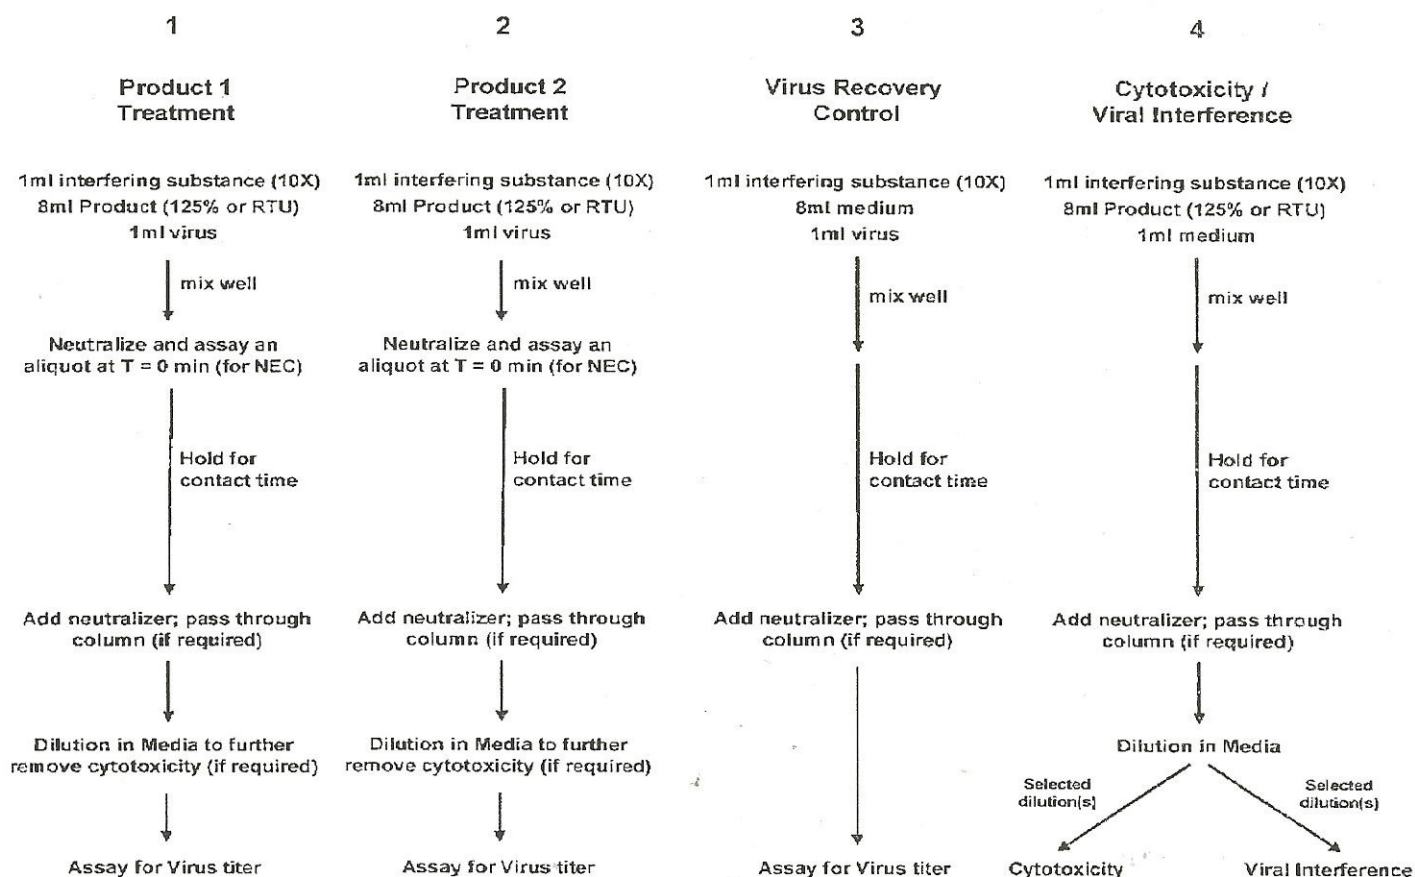 1
Product 1
Treatment
1ml interfering substance (10X)
8ml Product (125% or RTU)
1ml virus
mix well
Neutralize and assay an
aliquot at T = 0 min (for NEC)
Hold for
contact time
Add neutralizer; pass through
column (if required)
Dilution in Media to further
remove cytotoxicity (if required)
Assay for Virus titer
2
Product 2
Treatment
1ml interfering substance (10X)
8ml Product (125% or RTU)
1ml virus
mix well
Neutralize and assay an
aliquot at T = 0 min (for NEC)
Hold for
contact time
Add neutralizer; pass through
column (if required)
Dilution in Media to further
remove cytotoxicity (if required)
Assay for Virus titer
3
Virus Recovery
Control
1ml interfering substance (10X)
8ml medium
1ml virus
mix well
Hold for
contact time
Add neutralizer; pass through
column (if required)
Assay for Virus titer
4
Cytotoxicity /
Viral Interference
1ml interfering substance (10X)
8ml Product (125% or RTU)
1ml medium
mix well
Hold for
contact time
Add neutralizer; pass through
column (if required)
Dilution in Media
Selected
dilution(s)
Selected
dilution(s)
Cytotoxicity
Viral Interference